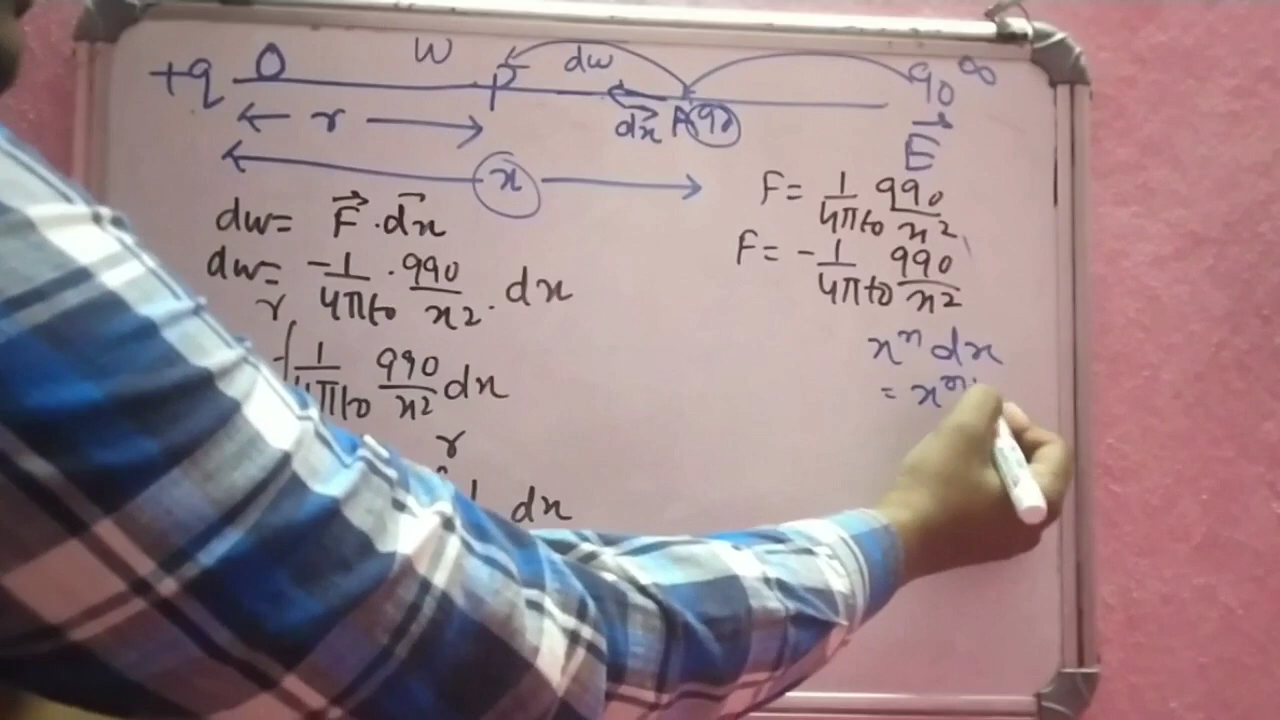 +q O W P dw q0 ∞
r dx A q0 E
x
dw = F . dx
F = 1/4πε0 qq0/x2
dw = -1/4πε0 . qq0/x2 . dx
F = -1/4πε0 qq0/x2
r
-∫ 1/4πε0 qq0/x2 dx
x^n dx
= x^n
r
dx